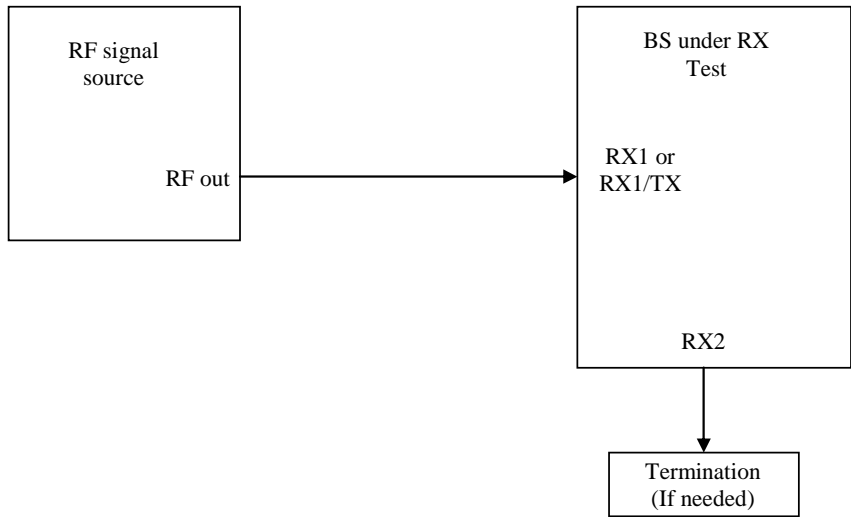 RF signal
source
RF out
BS under RX
Test
RX1 or
RX1/TX
RX2
Termination
(If needed)